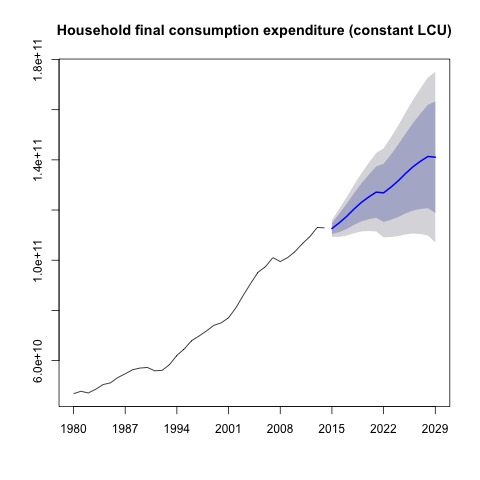 Household final consumption expenditure (constant LCU)
1.8e+11
1.4e+11
1.0e+11
6.0e+10
1980 1987 1994 2001 2008 2015 2022 2029